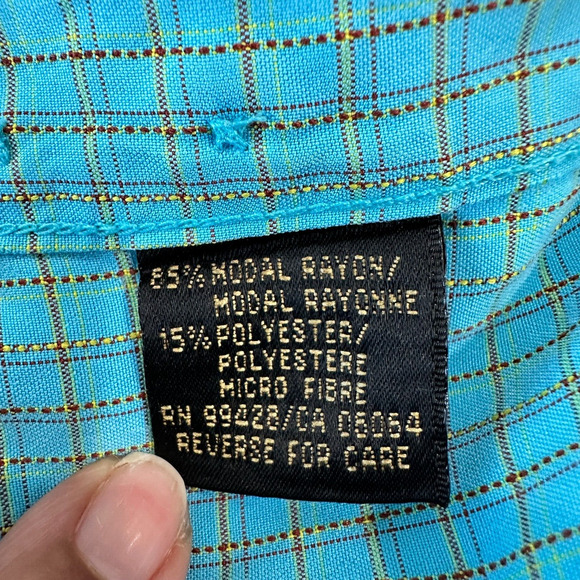 85% MODAL RAYON/
MODAL RAYONNE
15% POLYESTER/
POLYESTERE
MICRO FIBRE
RN 99428/CA 08064
REVERSE FOR CARE